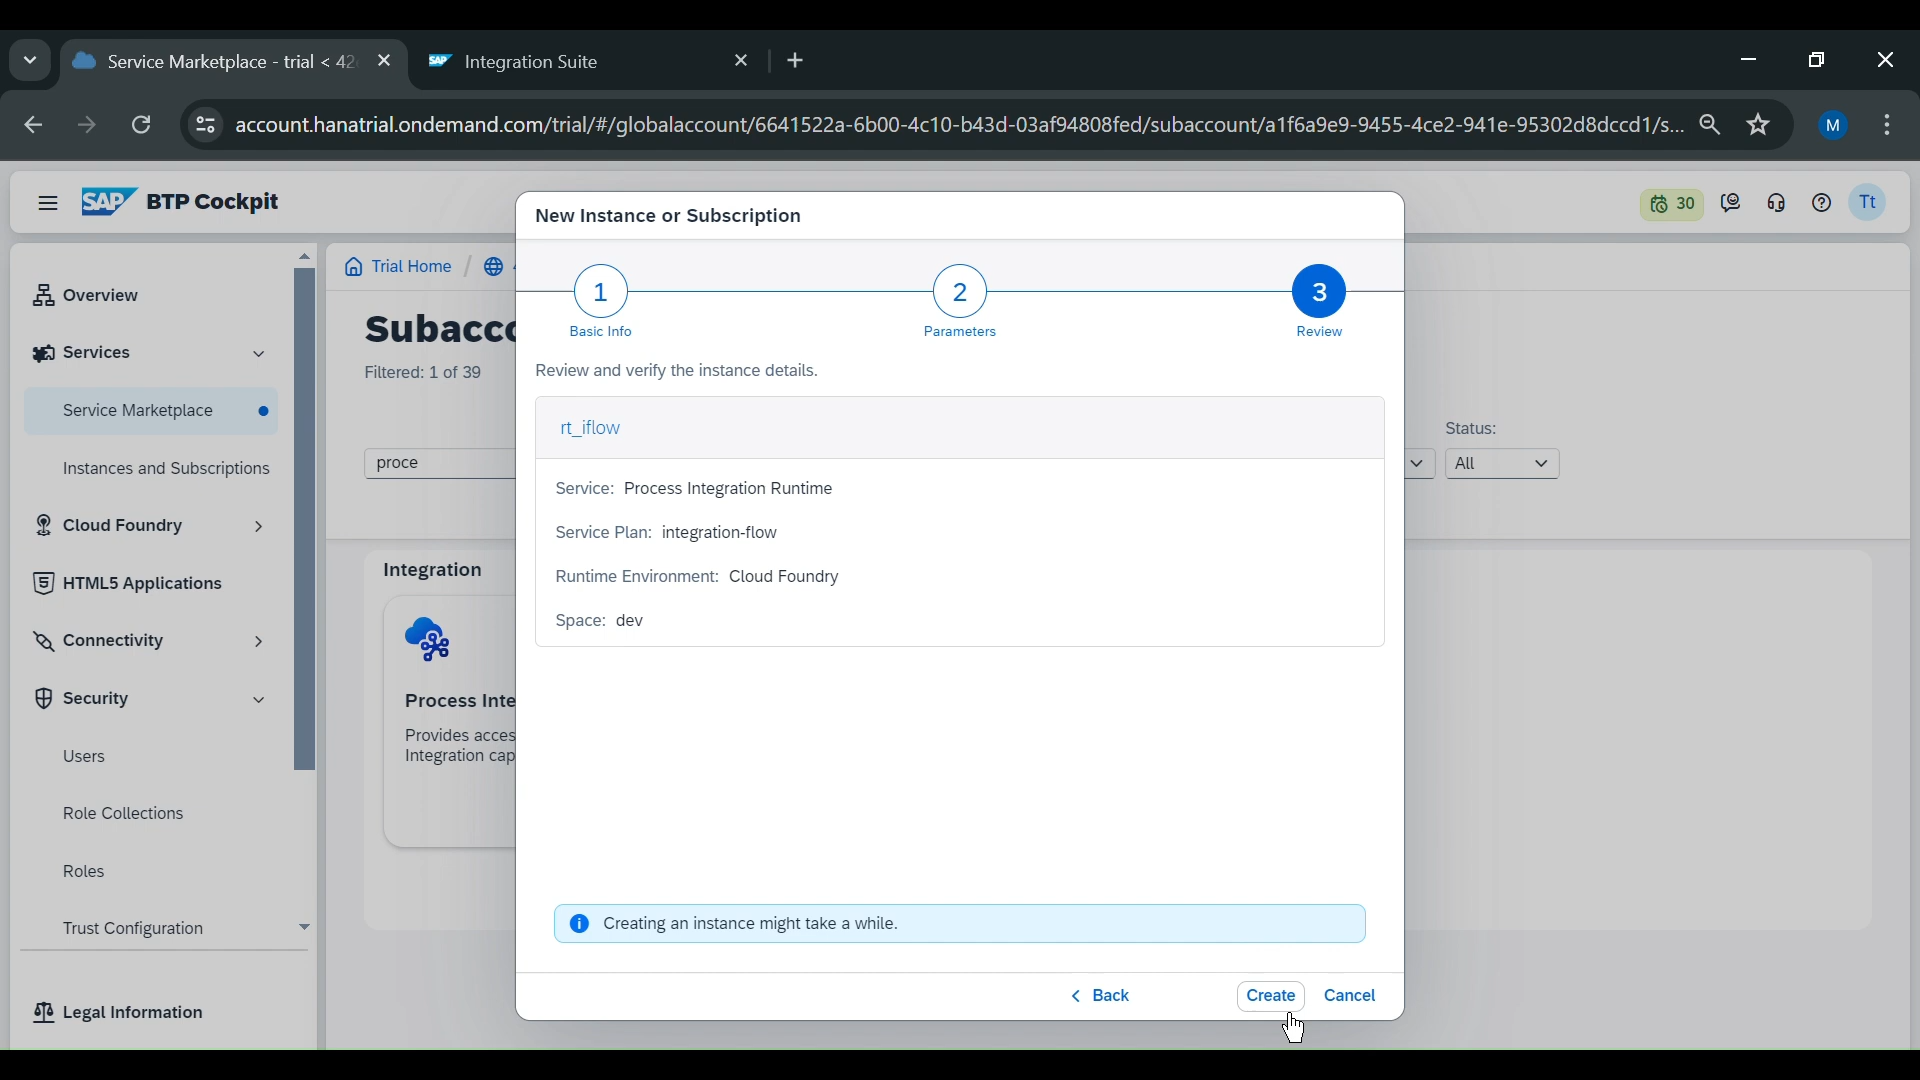 Service Marketplace - trial < 42
Integration Suite
account.hanatrial.ondemand.com/trial/#/globalaccount/6641522a-6b00-4c10-b43d-03af94808fed/subaccount/a1f6a9e9-9455-4ce2-941e-95302d8dccd1/s...
M
SAP BTP Cockpit
30
Tt
Overview
Services
Service Marketplace
Instances and Subscriptions
Cloud Foundry
HTML5 Applications
Connectivity
Security
Users
Role Collections
Roles
Trust Configuration
Legal Information
Trial Home /
Subacco
Filtered: 1 of 39
proce
Status:
All
Integration
Process Inte
Provides acces
Integration cap
New Instance or Subscription
1
2
3
Basic Info
Parameters
Review
Review and verify the instance details.
rt_iflow
Service: Process Integration Runtime
Service Plan: integration-flow
Runtime Environment: Cloud Foundry
Space: dev
Creating an instance might take a while.
Back
Create
Cancel